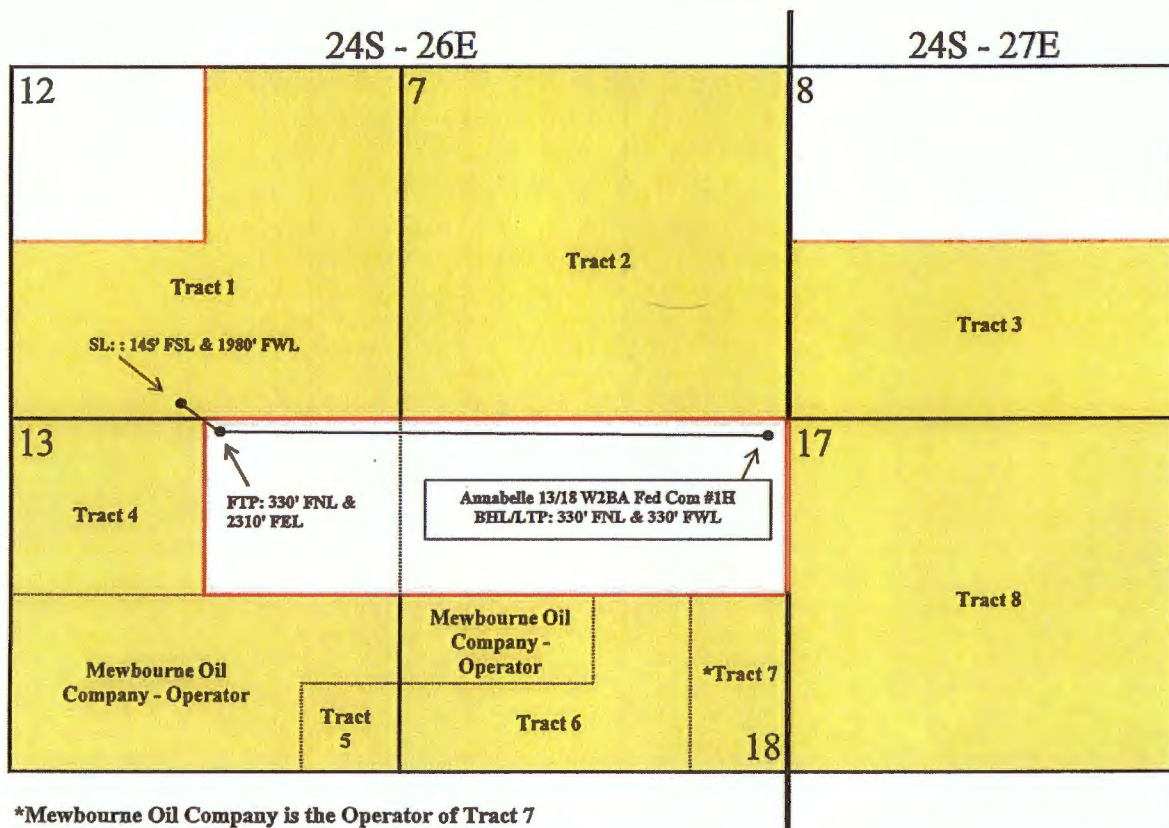 24S - 26E
24S - 27E
12
7
8
Tract 1
Tract 2
Tract 3
SL: : 145' FSL & 1980' FWL
13
17
Tract 4
FTP: 330' FNL &
2310' FEL
Annabelle 13/18 W2BA Fed Com #1H
BHL/LTP: 330' FNL & 330' FWL
Tract 8
Mewbourne Oil
Company - Operator
Mewbourne Oil
Company -
Operator
*Tract 7
Tract
5
Tract 6
18
*Mewbourne Oil Company is the Operator of Tract 7